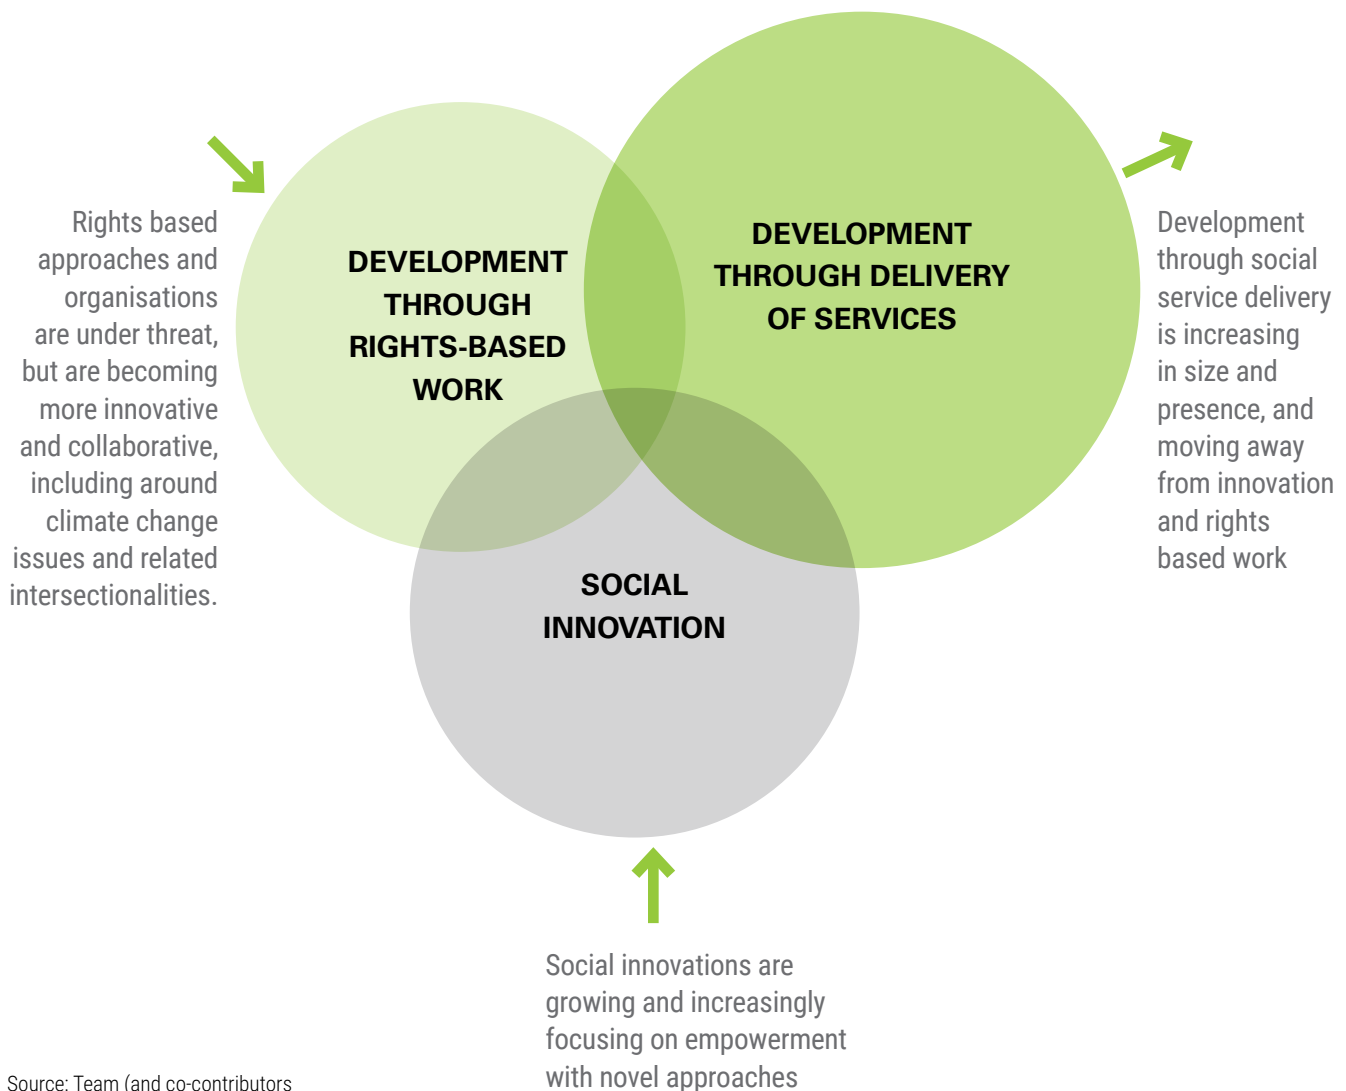 Rights based
approaches and
organisations
are under threat,
but are becoming
more innovative
and collaborative,
including around
climate change
issues and related
intersectionalities.
DEVELOPMENT
THROUGH
RIGHTS-BASED
WORK
DEVELOPMENT
THROUGH DELIVERY
OF SERVICES
Development
through social
service delivery
is increasing
in size and
presence, and
moving away
from innovation
and rights
based work
SOCIAL
INNOVATION
Social innovations are
growing and increasingly
focusing on empowerment
with novel approaches
Source: Team (and co-contributors